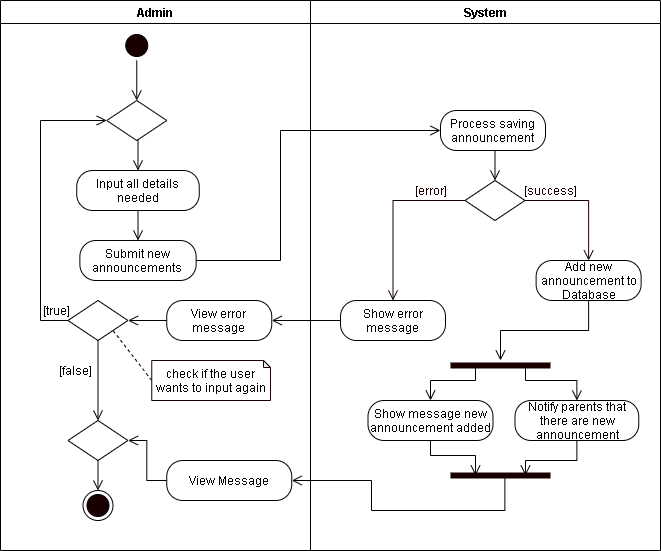 Admin
System
Process saving
announcement
Input all details
needed
[error]
[success]
Submit new
announcements
Add new
announcement to
Database
[true]
View error
message
Show error
message
[false]
check if the user
wants to input again
Show message new
announcement added
Notify parents that
there are new
announcement
View Message